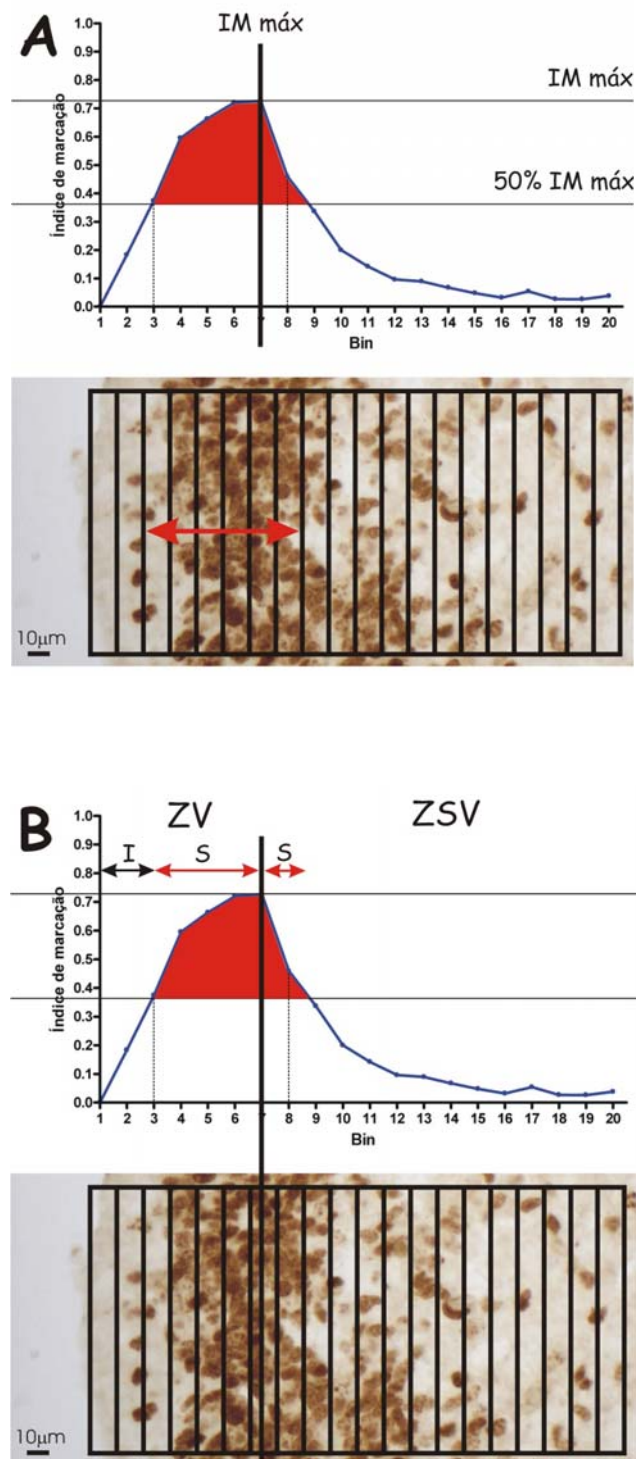 A
IM máx
1.0
0.9
0.8
0.7
0.6
0.5
0.4
0.3
0.2
0.1
0.0
Índice de marcação
IM máx
50% IM máx
1 2 3 4 5 6 7 8 9 10 11 12 13 14 15 16 17 18 19 20
Bin
10µm
B
ZV
ZSV
I
S
S
1.0
0.9
0.8
0.7
0.6
0.5
0.4
0.3
0.2
0.1
0.0
Índice de marcação
1 2 3 4 5 6 7 8 9 10 11 12 13 14 15 16 17 18 19 20
Bin
10µm